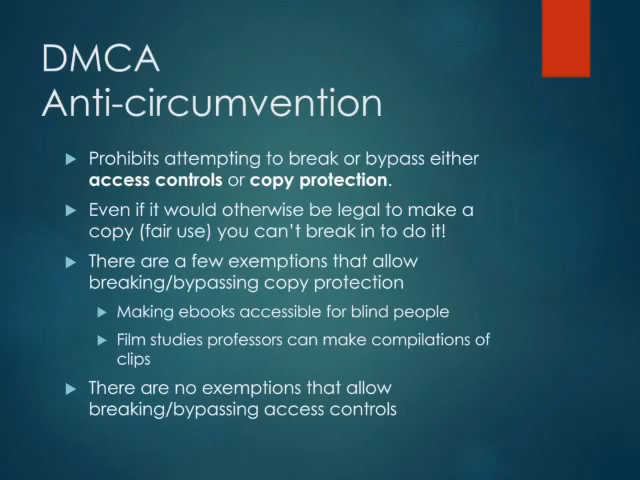 DMCA
Anti-circumvention
Prohibits attempting to break or bypass either
access controls or copy protection.
Even if it would otherwise be legal to make a
copy (fair use) you can't break in to do it!
There are a few exemptions that allow
breaking/bypassing copy protection
Making ebooks accessible for blind people
Film studies professors can make compilations of
clips
There are no exemptions that allow
breaking/bypassing access controls